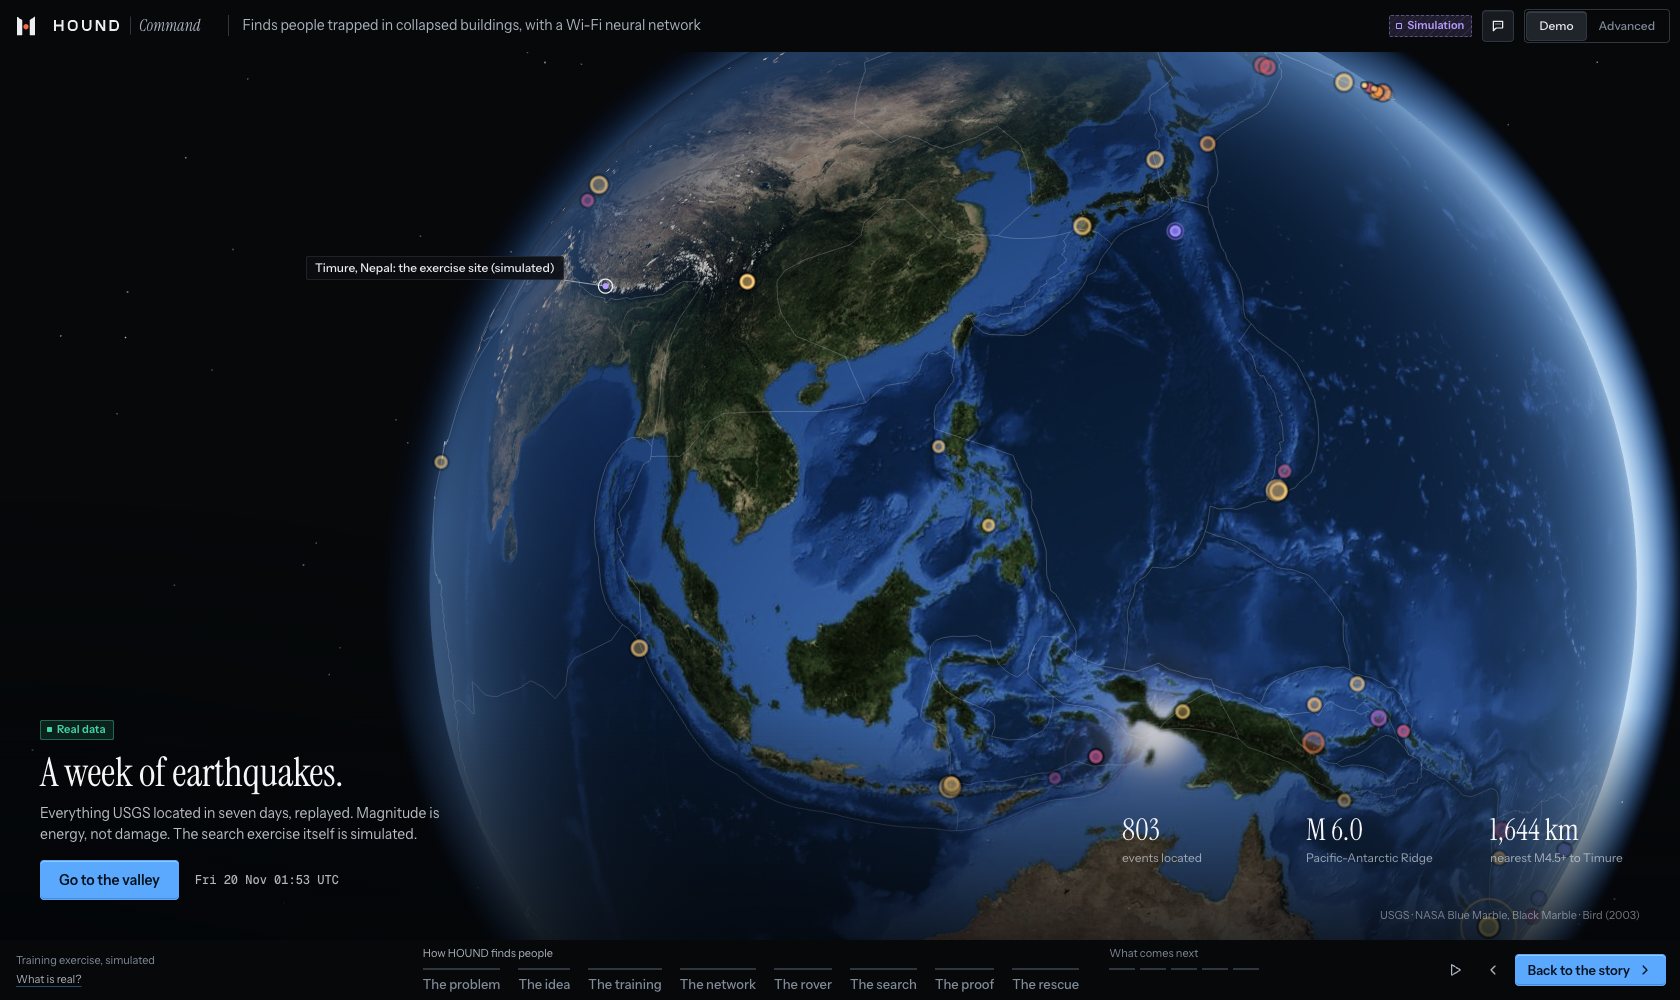 HOUND Command
Finds people trapped in collapsed buildings, with a Wi-Fi neural network
Simulation
Demo
Advanced
Timure, Nepal: the exercise site (simulated)
Real data
A week of earthquakes.
Everything USGS located in seven days, replayed. Magnitude is
energy, not damage. The search exercise itself is simulated.
Go to the valley
Fri 20 Nov 01:53 UTC
803
events located
M 6.0
Pacific-Antarctic Ridge
1,644 km
nearest M4.5+ to Timure
USGS · NASA Blue Marble, Black Marble · Bird (2003)
Training exercise, simulated
What is real?
How HOUND finds people
The problem
The idea
The training
The network
The rover
The search
The proof
The rescue
What comes next
Back to the story